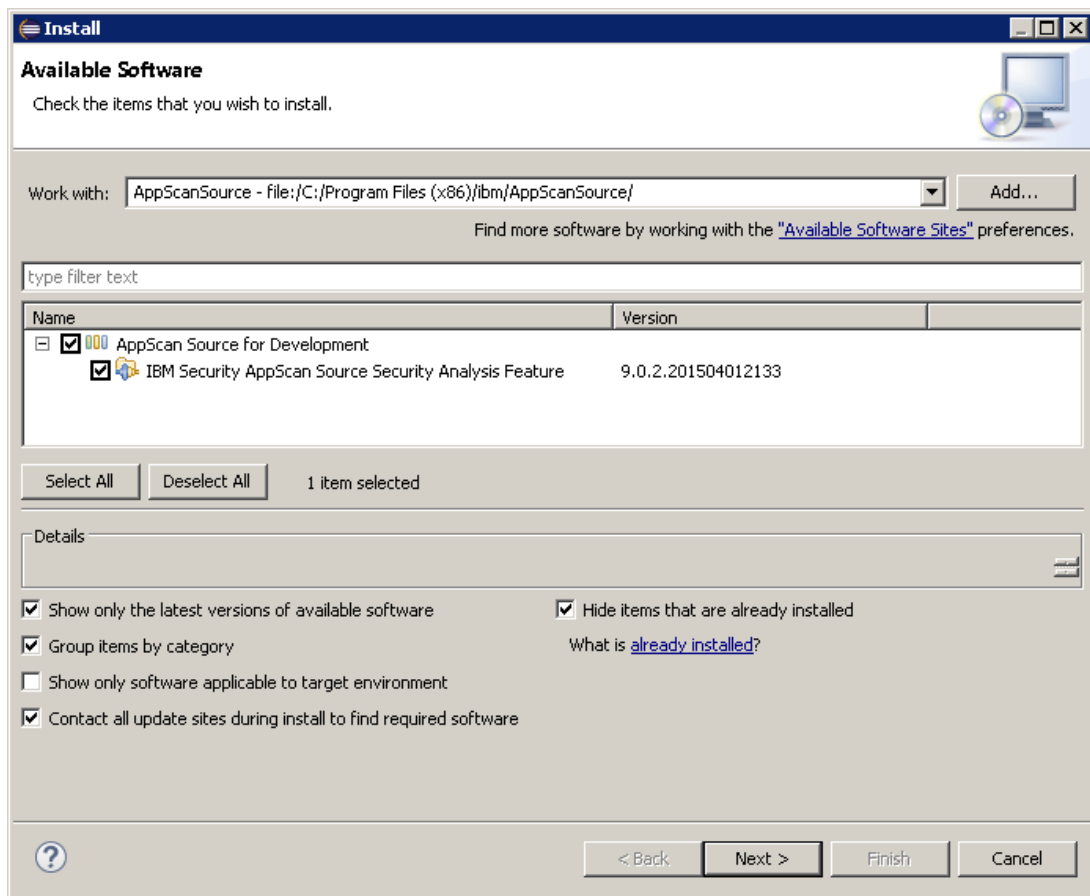 Install
Available Software
Check the items that you wish to install.
Work with: AppScanSource - file:/C:/Program Files (x86)/ibm/AppScanSource/ Add...
Find more software by working with the "Available Software Sites" preferences.
type filter text
Name Version
AppScan Source for Development
IBM Security AppScan Source Security Analysis Feature 9.0.2.201504012133
Select All Deselect All 1 item selected
Details
Show only the latest versions of available software Hide items that are already installed
Group items by category What is already installed?
Show only software applicable to target environment
Contact all update sites during install to find required software
? < Back Next > Finish Cancel